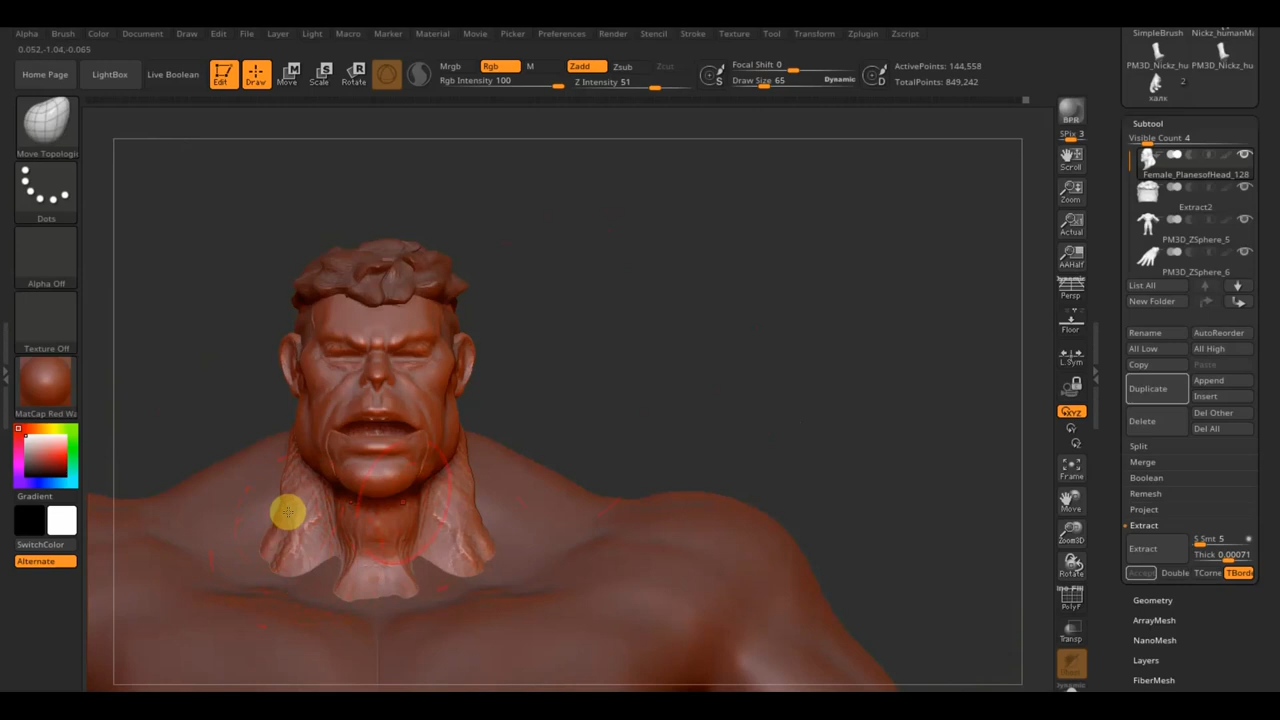 Alpha Brush Color Document Draw Edit File Layer Light Macro Marker Material Movie Picker Preferences Render Stencil Stroke Texture Tool Transform Zplugin Zscript
0.052,-1.04,-0.065
Home Page LightBox Live Boolean Edit Draw Move Scale Rotate
Mrgb Rgb M
Rgb Intensity 100
Zadd Zsub Zcut
Z Intensity 51
S
Focal Shift 0
Draw Size 65 Dynamic
D
ActivePoints: 144,558
TotalPoints: 849,242
Move Topologic
Dots
Alpha Off
Texture Off
MatCap Red Wa
Gradient
SwitchColor
Alternate
BPR
SPix 3
Scroll
Zoom
Actual
AAHalf
Dynamic
Persp
Floor
L.Sym
XYZ
Frame
Move
Zoom3D
Rotate
PolyF
Transp
Dynamic
SimpleBrush Nickz_humanMa
PM3D_Nickz_hu PM3D_Nickz_hu
2
калк
Subtool
Visible Count 4
Female_PlanesofHead_128
Extract2
PM3D_ZSphere_5
PM3D_ZSphere_6
List All
New Folder
Rename AutoReorder
All Low All High
Copy Paste
Duplicate Append
Insert
Delete Del Other
Del All
Split
Merge
Boolean
Remesh
Project
Extract
Extract S Smt 5
Thick 0.00071
Accept Double TCorne TBorde
Geometry
ArrayMesh
NanoMesh
Layers
FiberMesh